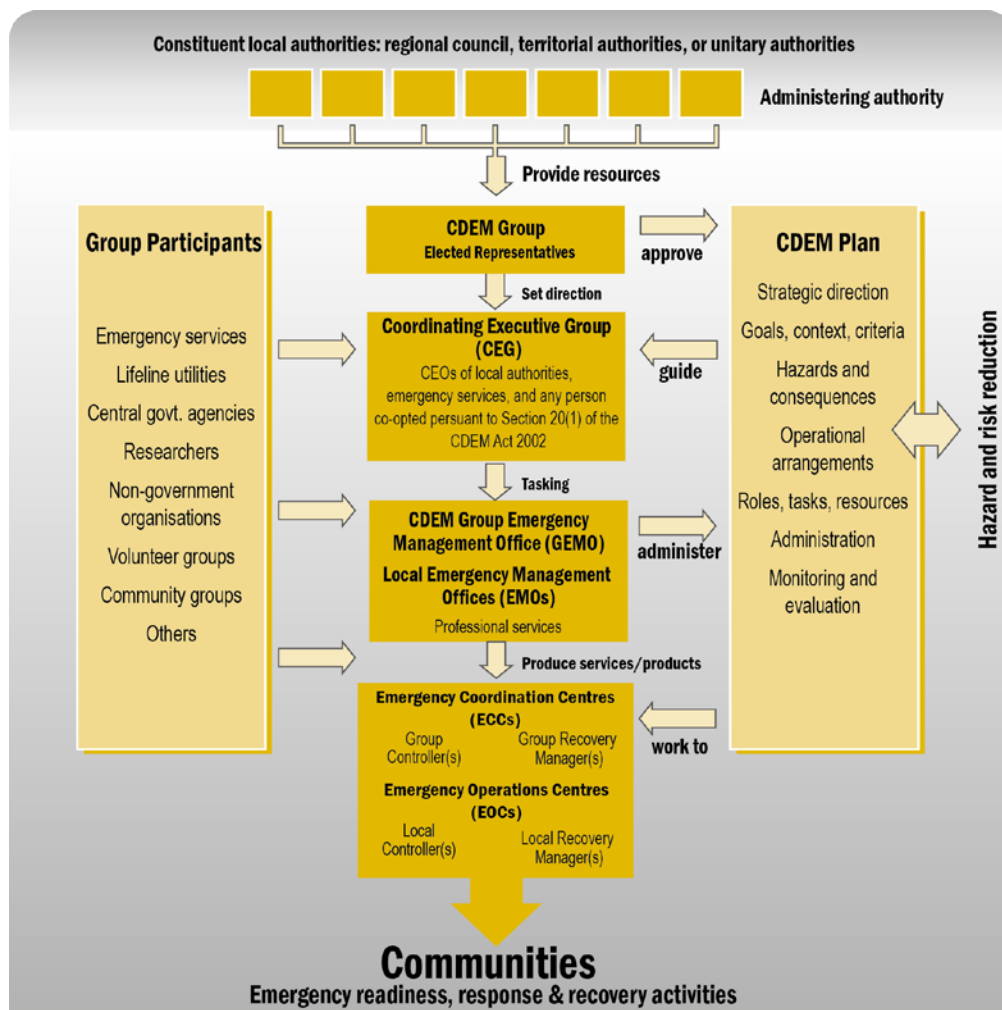 Constituent local authorities: regional council, territorial authorities, or unitary authorities
Administering authority
Provide resources
Group Participants
Emergency services
Lifeline utilities
Central govt. agencies
Researchers
Non-government
organisations
Volunteer groups
Community groups
Others
CDEM Group
Elected Representatives
approve
Set direction
Coordinating Executive Group
(CEG)
CEOs of local authorities,
emergency services, and any person
co-opted persuant to Section 20(1) of the
CDEM Act 2002
guide
Tasking
CDEM Group Emergency
Management Office (GEMO)
Local Emergency Management
Offices (EMOs)
Professional services
administer
Produce services/products
Emergency Coordination Centres
(ECCs)
Group
Controller(s)
Group Recovery
Manager(s)
Emergency Operations Centres
(EOCs)
Local
Controller(s)
Local Recovery
Manager(s)
work to
CDEM Plan
Strategic direction
Goals, context, criteria
Hazards and
consequences
Operational
arrangements
Roles, tasks, resources
Administration
Monitoring and
evaluation
Hazard and risk reduction
Communities
Emergency readiness, response & recovery activities